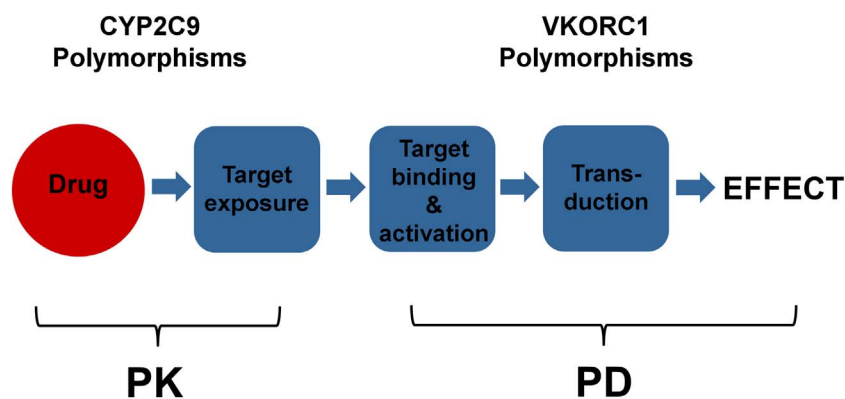 CYP2C9
Polymorphisms
VKORC1
Polymorphisms
Drug
Target
exposure
Target
binding
&
activation
Trans-
duction
EFFECT
PK
PD